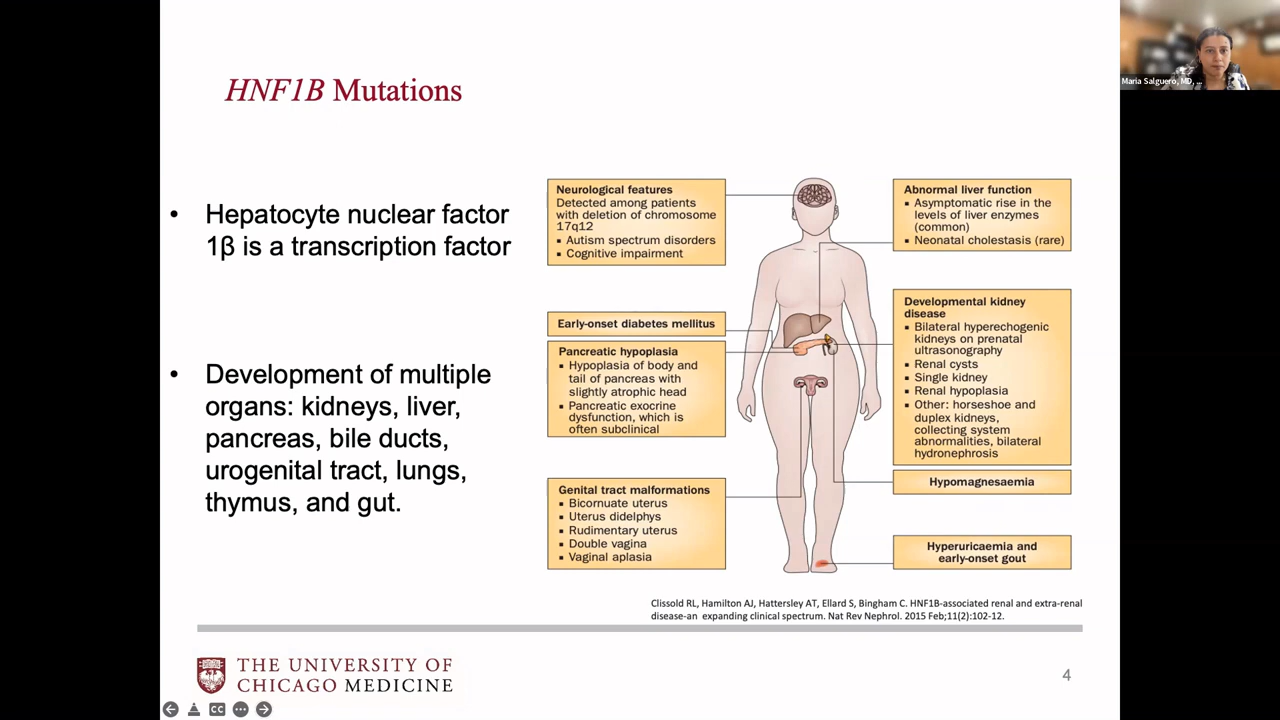 HNF1B Mutations
• Hepatocyte nuclear factor
1β is a transcription factor
• Development of multiple
organs: kidneys, liver,
pancreas, bile ducts,
urogenital tract, lungs,
thymus, and gut.
Neurological features
Detected among patients
with deletion of chromosome
17q12
▪ Autism spectrum disorders
▪ Cognitive impairment
Early-onset diabetes mellitus
Pancreatic hypoplasia
▪ Hypoplasia of body and
tail of pancreas with
slightly atrophic head
▪ Pancreatic exocrine
dysfunction, which is
often subclinical
Genital tract malformations
▪ Bicornuate uterus
▪ Uterus didelphys
▪ Rudimentary uterus
▪ Double vagina
▪ Vaginal aplasia
Abnormal liver function
▪ Asymptomatic rise in the
levels of liver enzymes
(common)
▪ Neonatal cholestasis (rare)
Developmental kidney
disease
▪ Bilateral hyperechogenic
kidneys on prenatal
ultrasonography
▪ Renal cysts
▪ Single kidney
▪ Renal hypoplasia
▪ Other: horseshoe and
duplex kidneys,
collecting system
abnormalities, bilateral
hydronephrosis
Hypomagnesaemia
Hyperuricaemia and
early-onset gout
Clissold RL, Hamilton AJ, Hattersley AT, Ellard S, Bingham C. HNF1B-associated renal and extra-renal
disease-an expanding clinical spectrum. Nat Rev Nephrol. 2015 Feb;11(2):102-12.
THE UNIVERSITY OF
CHICAGO MEDICINE
4
CC
Maria Salguero, MD, ...